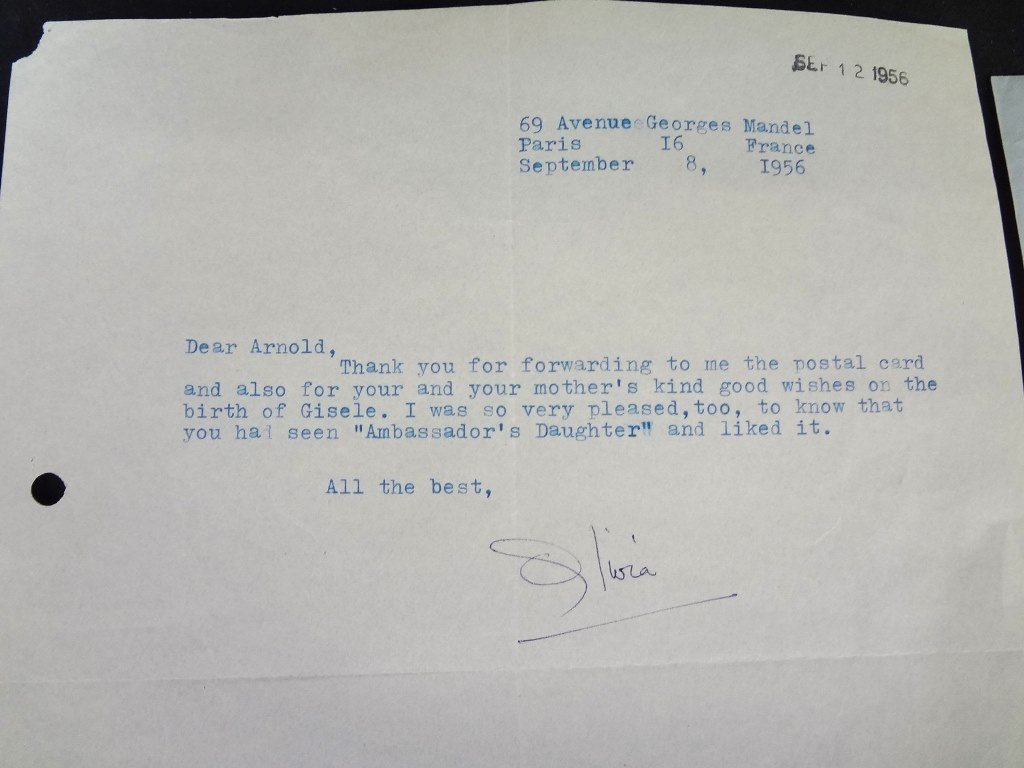 SEP 12 1956
69 Avenue Georges Mandel
Paris 16 France
September 8, 1956
Dear Arnold,
Thank you for forwarding to me the postal card
and also for your and your mother's kind good wishes on the
birth of Gisele. I was so very pleased,too, to know that
you had seen "Ambassador's Daughter" and liked it.
All the best,
Olivia